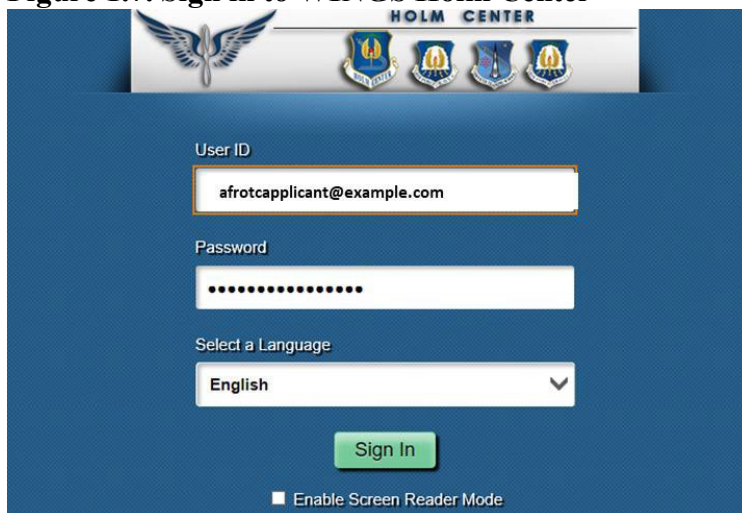 HOLM CENTER
User ID
afrotcapplicant@example.com
Password
••••••••••••••••
Select a Language
English
Sign In
Enable Screen Reader Mode